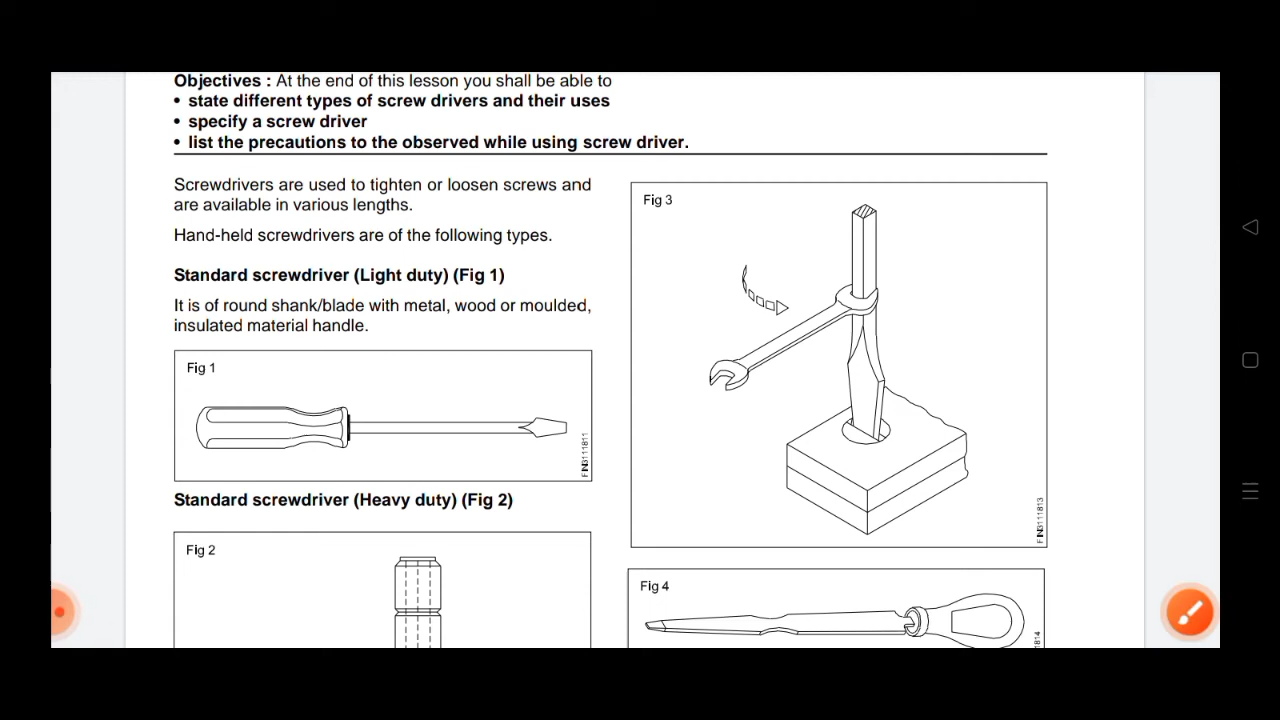 Objectives : At the end of this lesson you shall be able to
• state different types of screw drivers and their uses
• specify a screw driver
• list the precautions to the observed while using screw driver.
Screwdrivers are used to tighten or loosen screws and
are available in various lengths.
Hand-held screwdrivers are of the following types.
Standard screwdriver (Light duty) (Fig 1)
It is of round shank/blade with metal, wood or moulded,
insulated material handle.
Fig 1
FIN3111811
Standard screwdriver (Heavy duty) (Fig 2)
Fig 2
Fig 3
FIN3111813
Fig 4
1814